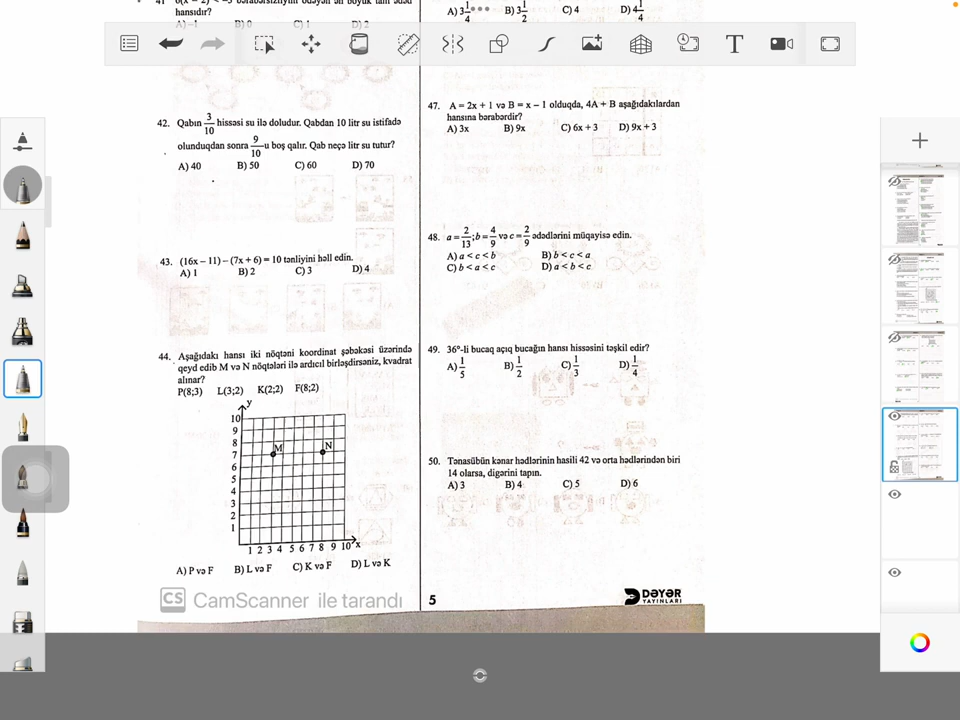 hansıdır?
A) –1 B) 0 C) 1 D) 2
42. Qabın 3/10 hissəsi su ilə doludur. Qabdan 10 litr su istifadə
olunduqdan sonra 9/10-u boş qalır. Qab neçə litr su tutur?
A) 40 B) 50 C) 60 D) 70
43. (16x – 11) – (7x + 6) = 10 tənliyini həll edin.
A) 1 B) 2 C) 3 D) 4
44. Aşağıdakı hansı iki nöqtəni koordinat şəbəkəsi üzərində
qeyd edib M və N nöqtələri ilə ardıcıl birləşdirsəniz, kvadrat
alınar?
P(8;3) L(3;2) K(2;2) F(8;2)
y
10
9
8
7
6
5
4
3
2
1
M
N
1 2 3 4 5 6 7 8 9 10 x
A) P və F B) L və F C) K və F D) L və K
CS CamScanner ilə tarandı
A) 3 1/4 B) 3 1/2 C) 4 D) 4 1/4
T
47. A = 2x + 1 və B = x – 1 olduqda, 4A + B aşağıdakılardan
hansına bərabərdir?
A) 3x B) 9x C) 6x + 3 D) 9x + 3
48. a = 2/13; b = 4/9 və c = 2/9 ədədlərini müqayisə edin.
A) a < c < b B) b < c < a
C) b < a < c D) a < b < c
49. 36°-li bucaq açıq bucağın hansı hissəsini təşkil edir?
A) 1/5 B) 1/2 C) 1/3 D) 1/4
50. Tənasübün kənar hədlərinin hasili 42 və orta hədlərindən biri
14 olarsa, digərini tapın.
A) 3 B) 4 C) 5 D) 6
5
DƏYƏR
YAYINLARI